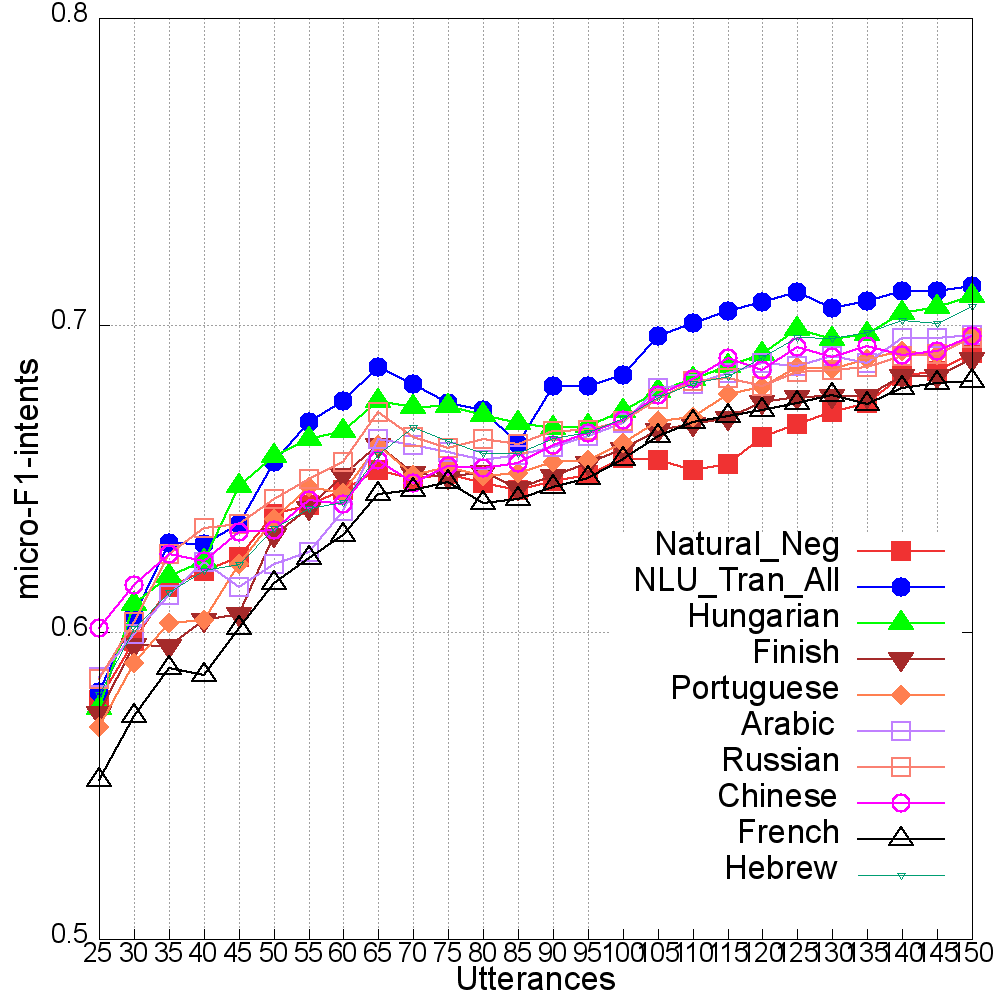 0.8
0.7
0.6
0.5
micro-F1-intents
Natural_Neg
NLU_Tran_All
Hungarian
Finish
Portuguese
Arabic
Russian
Chinese
French
Hebrew
25 30 35 40 45 50 55 60 65 70 75 80 85 90 95 100 105 110 115 120 125 130 135 140 145 150
Utterances